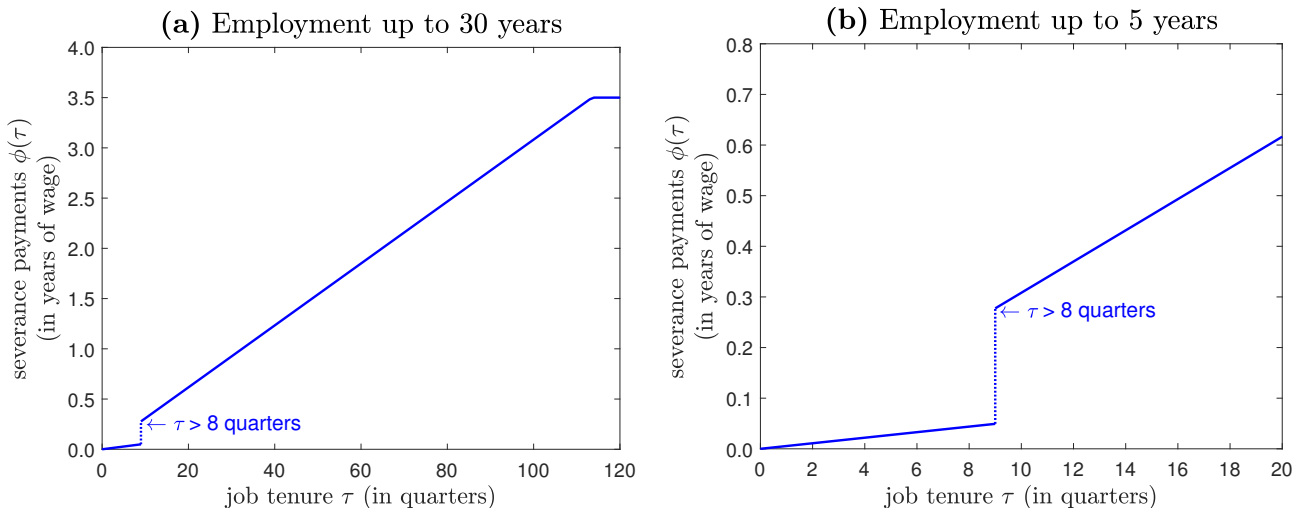 (a) Employment up to 30 years
4.0
3.5
3.0
2.5
2.0
1.5
1.0
0.5
0.0
severance payments ϕ(τ)
(in years of wage)
← τ > 8 quarters
0 20 40 60 80 100 120
job tenure τ (in quarters)
(b) Employment up to 5 years
0.8
0.7
0.6
0.5
0.4
0.3
0.2
0.1
0.0
severance payments ϕ(τ)
(in years of wage)
← τ > 8 quarters
0 2 4 6 8 10 12 14 16 18 20
job tenure τ (in quarters)